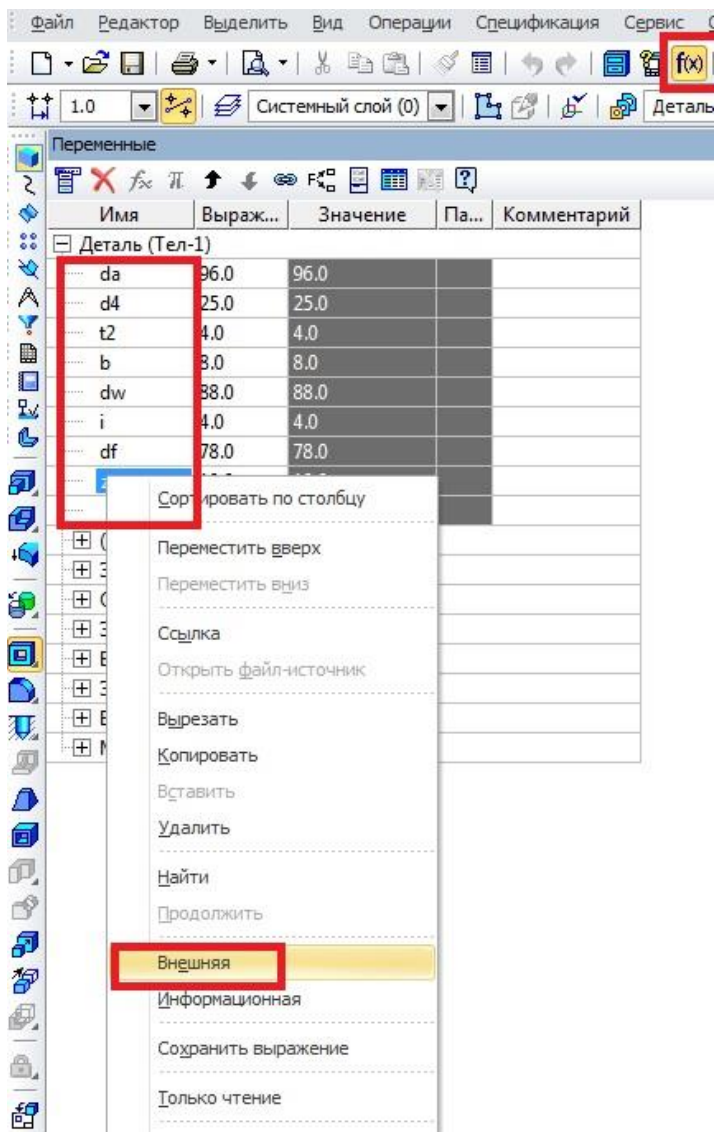 Файл Редактор Выделить Вид Операции Спецификация Сервис
f(x)
1.0 Системный слой (0) Деталь
Переменные
Имя Выраж... Значение Па... Комментарий
Деталь (Тел-1)
da 96.0 96.0
d4 25.0 25.0
t2 4.0 4.0
b 8.0 8.0
dw 88.0 88.0
i 4.0 4.0
df 78.0 78.0
Сортировать по столбцу
Переместить вверх
Переместить вниз
Ссылка
Открыть файл-источник
Вырезать
Копировать
Вставить
Удалить
Найти
Продолжить
Внешняя
Информационная
Сохранить выражение
Только чтение